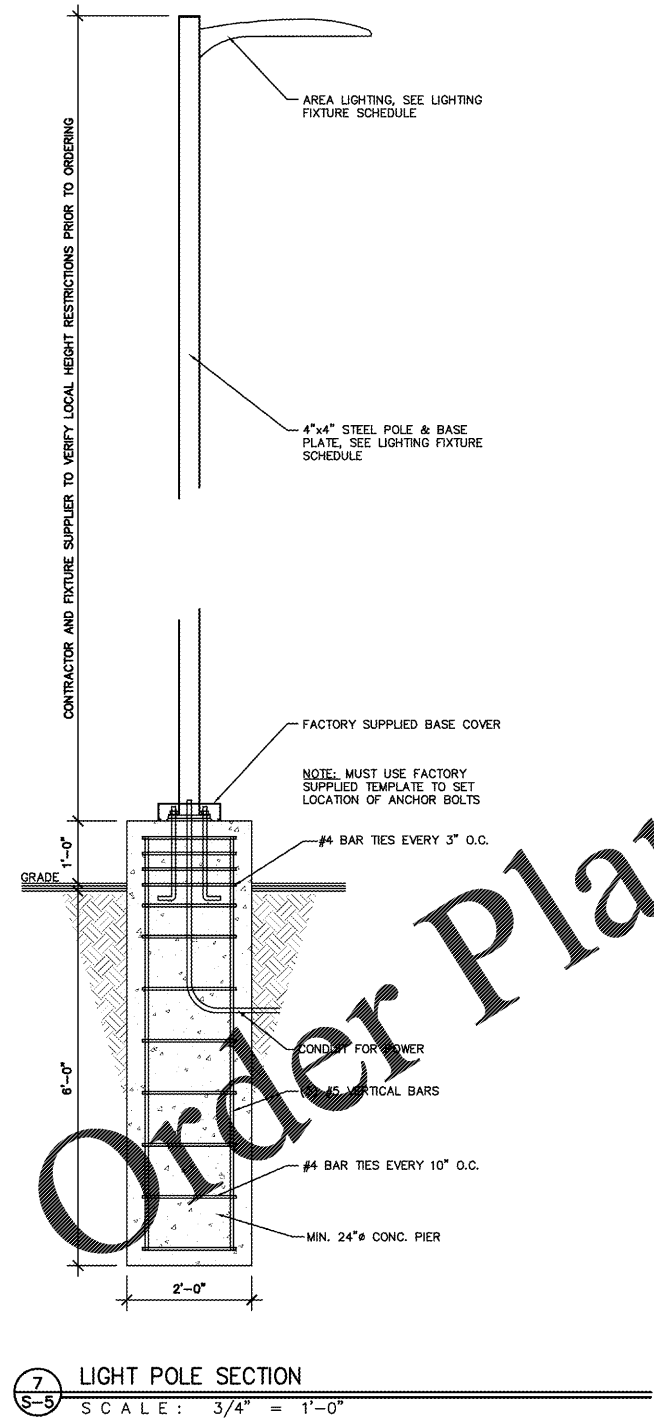 AREA LIGHTING, SEE LIGHTING
FIXTURE SCHEDULE
CONTRACTOR AND FIXTURE SUPPLIER TO VERIFY LOCAL HEIGHT RESTRICTIONS PRIOR TO ORDERING
4"x4" STEEL POLE & BASE
PLATE, SEE LIGHTING FIXTURE
SCHEDULE
FACTORY SUPPLIED BASE COVER
NOTE: MUST USE FACTORY
SUPPLIED TEMPLATE TO SET
LOCATION OF ANCHOR BOLTS
#4 BAR TIES EVERY 3" O.C.
1'-0"
GRADE
6'-0"
CONDUIT FOR POWER
#5 VERTICAL BARS
#4 BAR TIES EVERY 10" O.C.
MIN. 24"ø CONC. PIER
2'-0"
Order Pla
7
S-5
LIGHT POLE SECTION
SCALE: 3/4" = 1'-0"